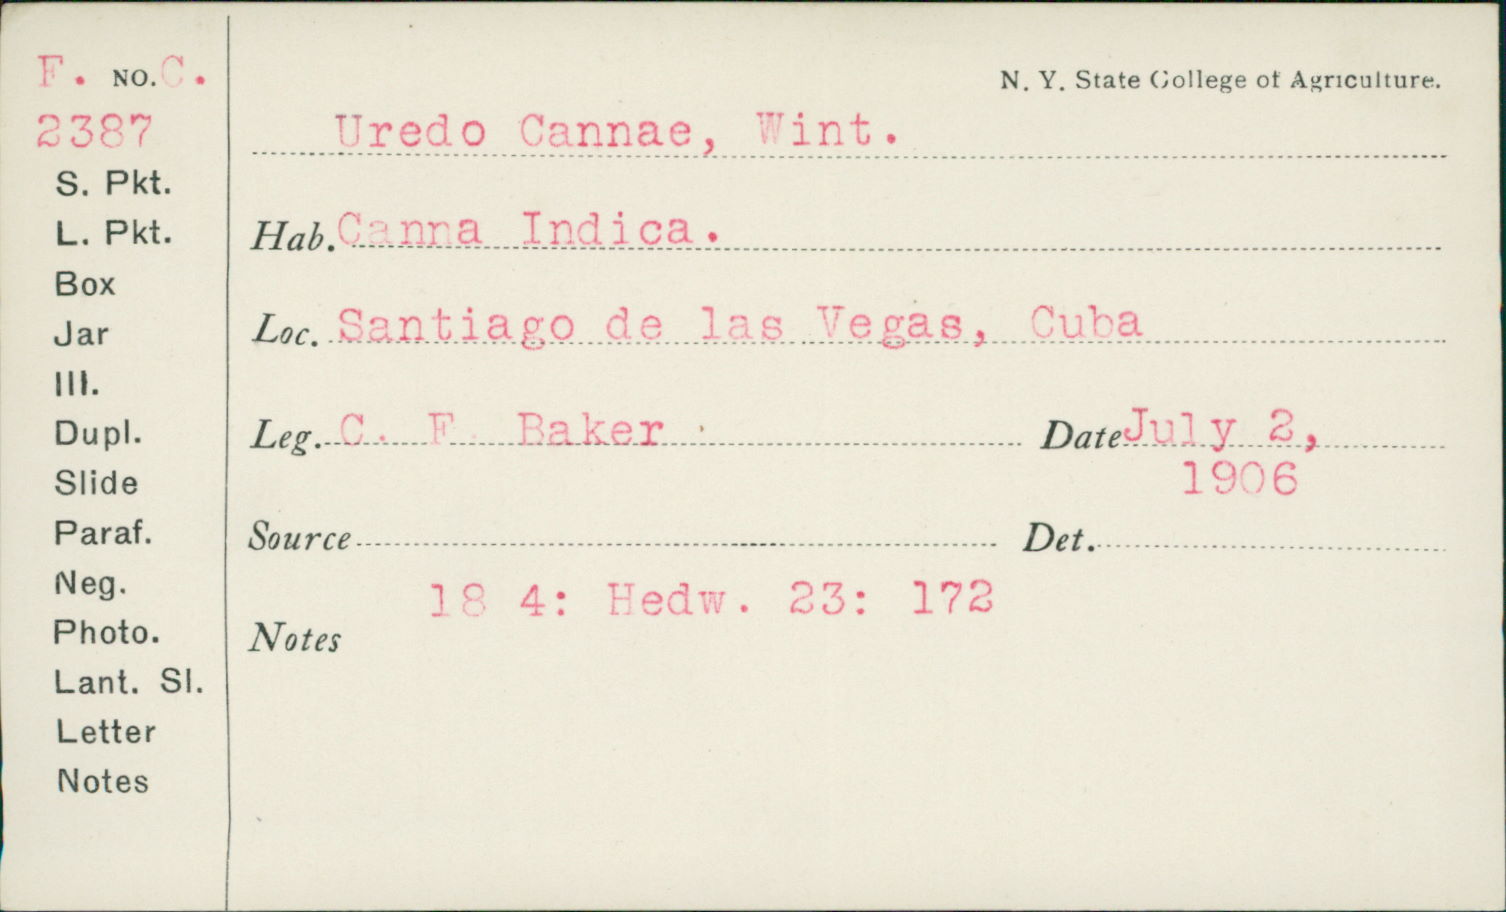 F. NO. C.
2387
S. Pkt.
L. Pkt.
Box
Jar
Ill.
Dupl.
Slide
Paraf.
Neg.
Photo.
Lant. Sl.
Letter
Notes
N. Y. State College of Agriculture.
Uredo Cannae, Wint.
Hab. Canna Indica.
Loc. Santiago de las Vegas, Cuba
Leg. C. F. Baker Date July 2,
1906
Source Det.
18 4: Hedw. 23: 172
Notes